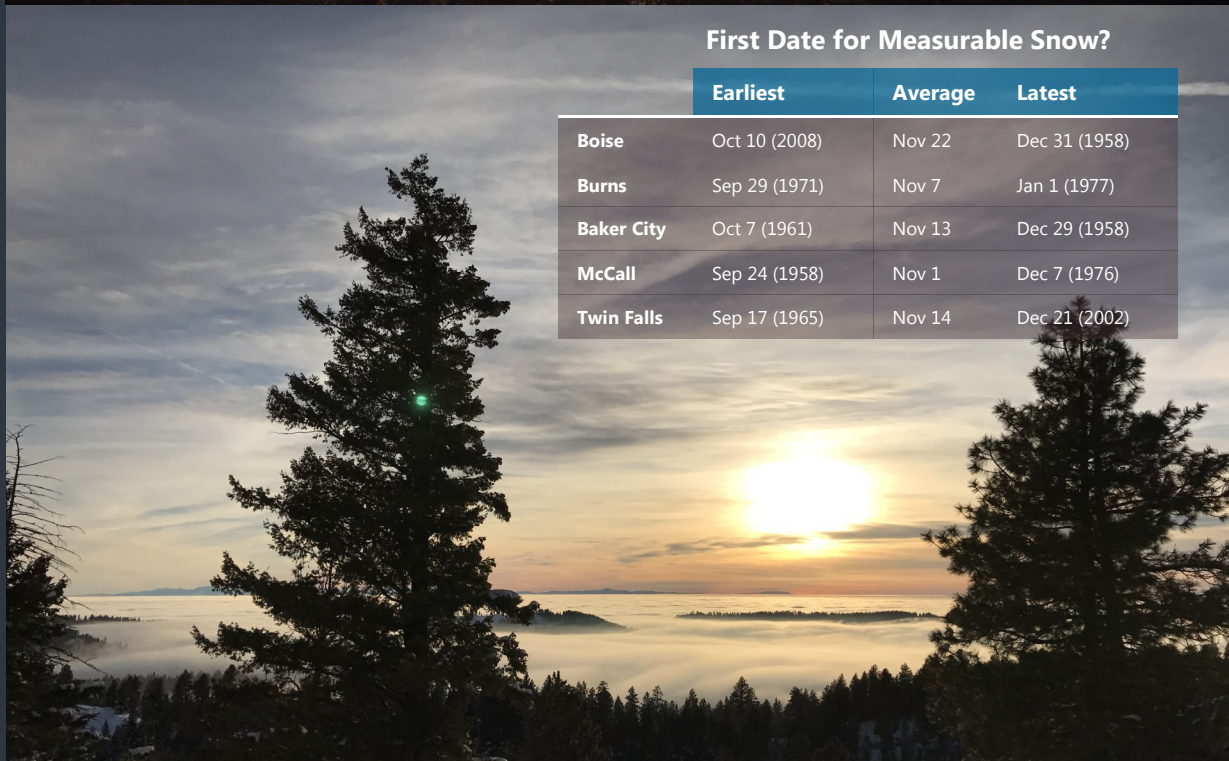 First Date for Measurable Snow?
Earliest Average Latest
Boise Oct 10 (2008) Nov 22 Dec 31 (1958)
Burns Sep 29 (1971) Nov 7 Jan 1 (1977)
Baker City Oct 7 (1961) Nov 13 Dec 29 (1958)
McCall Sep 24 (1958) Nov 1 Dec 7 (1976)
Twin Falls Sep 17 (1965) Nov 14 Dec 21 (2002)